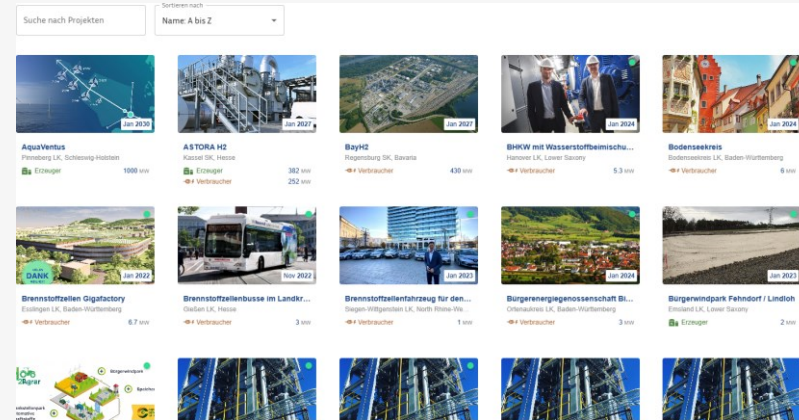 Sortieren nach
Suche nach Projekten
Name: A bis Z
Jan 2030
Jan 2027
Jan 2027
Jan 2024
Jan 2024
AquaVentus
ASTORA H2
BayH2
BHKW mit Wasserstoffbeimischu...
Bodenseekreis
Pinneberg LK, Schleswig-Holstein
Kassel SK, Hesse
Regensburg SK, Bavaria
Hanover LK, Lower Saxony
Bodenseekreis LK, Baden-Württemberg
Erzeuger 1000 MW
Erzeuger 382 MW
Verbraucher 430 MW
Verbraucher 5.3 MW
Verbraucher 6 MW
Verbraucher 252 MW
DANK
Jan 2022
Nov 2022
Jan 2023
Jan 2024
Jan 2023
Brennstoffzellen Gigafactory
Brennstoffzellenbusse im Landkr...
Brennstoffzellenfahrzeug für den...
Bürgerenergiegenossenschaft Bi...
Bürgerwindpark Fehndorf / Lindloh
Esslingen LK, Baden-Württemberg
Gießen LK, Hesse
Siegen-Wittgenstein LK, North Rhine-We...
Ortenaukreis LK, Baden-Württemberg
Emsland LK, Lower Saxony
Verbraucher 6.7 MW
Verbraucher 3 MW
Verbraucher 1 MW
Verbraucher 3 MW
Erzeuger 2 MW
Bürgerwindpark
Agrar